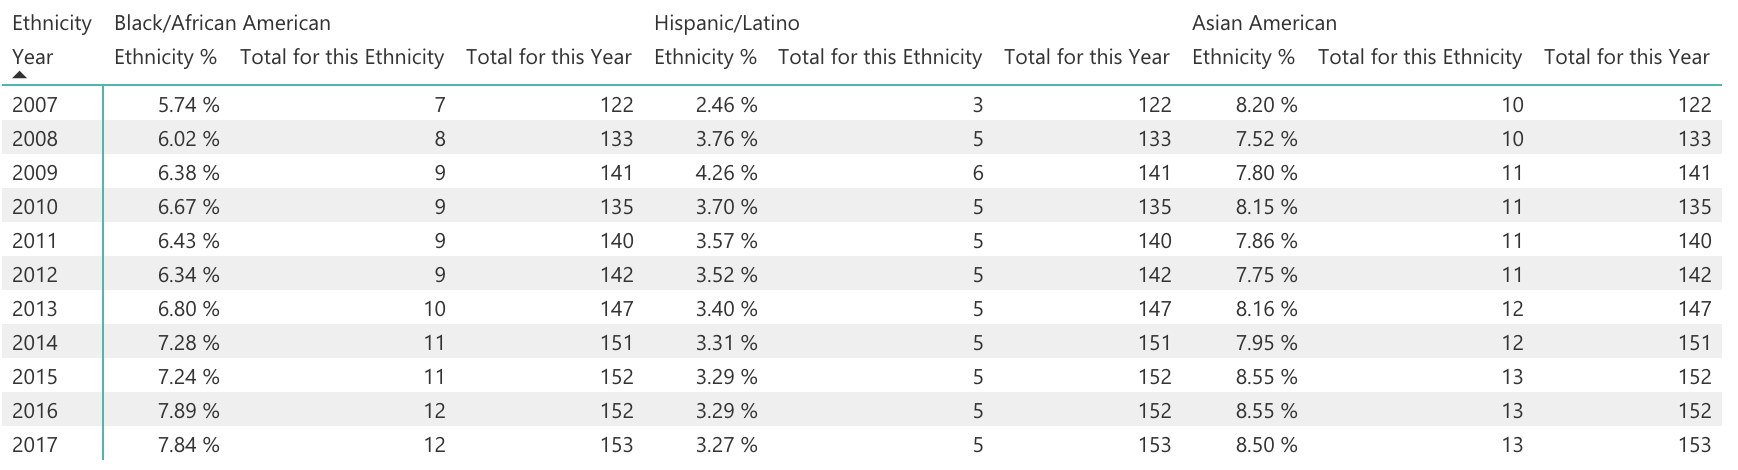 Ethnicity Black/African American Hispanic/Latino Asian American
Year Ethnicity % Total for this Ethnicity Total for this Year Ethnicity % Total for this Ethnicity Total for this Year Ethnicity % Total for this Ethnicity Total for this Year
2007 5.74 % 7 122 2.46 % 3 122 8.20 % 10 122
2008 6.02 % 8 133 3.76 % 5 133 7.52 % 10 133
2009 6.38 % 9 141 4.26 % 6 141 7.80 % 11 141
2010 6.67 % 9 135 3.70 % 5 135 8.15 % 11 135
2011 6.43 % 9 140 3.57 % 5 140 7.86 % 11 140
2012 6.34 % 9 142 3.52 % 5 142 7.75 % 11 142
2013 6.80 % 10 147 3.40 % 5 147 8.16 % 12 147
2014 7.28 % 11 151 3.31 % 5 151 7.95 % 12 151
2015 7.24 % 11 152 3.29 % 5 152 8.55 % 13 152
2016 7.89 % 12 152 3.29 % 5 152 8.55 % 13 152
2017 7.84 % 12 153 3.27 % 5 153 8.50 % 13 153